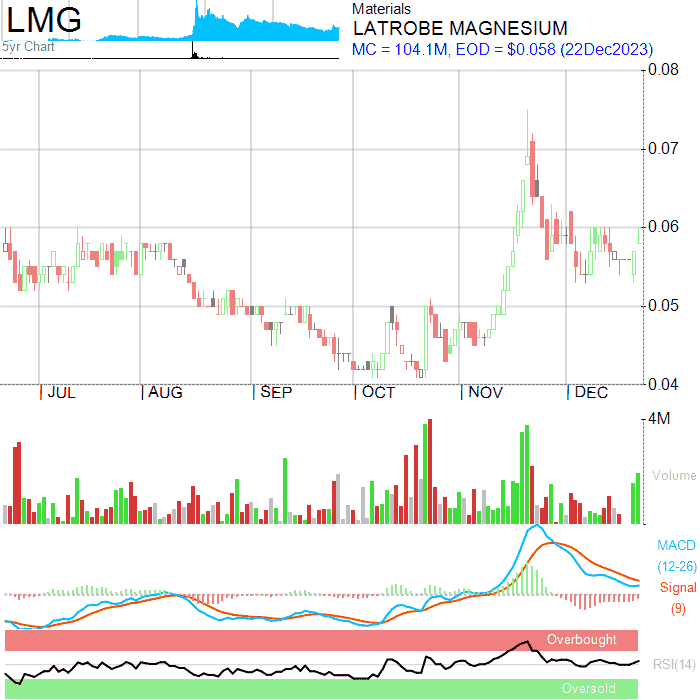 LMG
5yr Chart
Materials
LATROBE MAGNESIUM
MC = 104.1M, EOD = $0.058 (22Dec2023)
0.08
0.07
0.06
0.05
0.04
JUL AUG SEP OCT NOV DEC
4M
Volume
MACD
(12-26)
Signal
(9)
Overbought
RSI(14)
Oversold